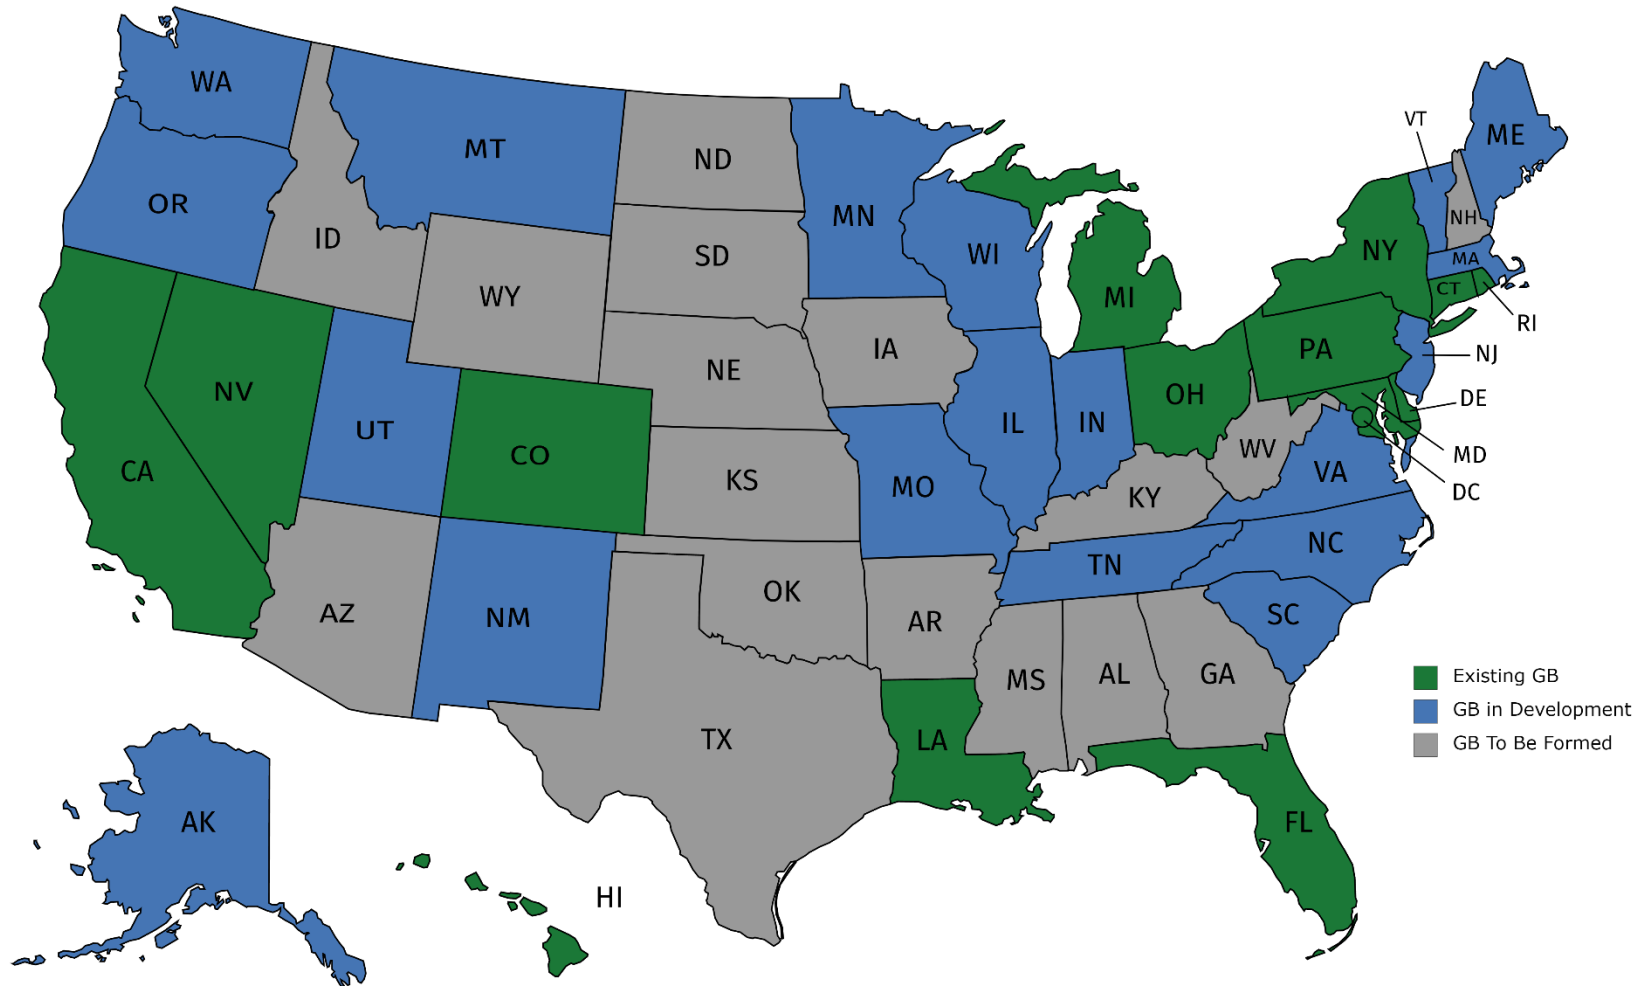 WA
MT
ND
MN
VT
ME
OR
ID
SD
WI
NH
NY
MA
WY
MI
CT
RI
IA
PA
NJ
NV
NE
OH
DE
UT
IL
IN
CA
CO
KS
MO
KY
WV
VA
MD
DC
NC
TN
AZ
NM
OK
AR
SC
MS
AL
GA
TX
LA
FL
AK
HI
Existing GB
GB in Development
GB To Be Formed